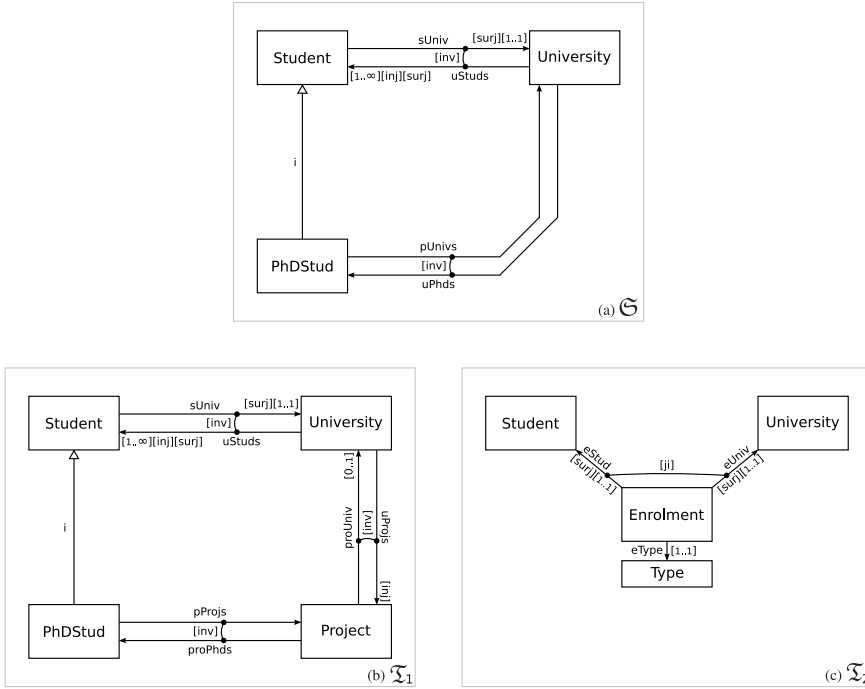 sUniv
[surj][1..1]
Student
[inv]
University
[1..∞][inj][surj]
uStuds
i
pUnivs
PhDStud
[inv]
uPhds
(a) 𝔖
sUniv
[surj][1..1]
Student
[inv]
University
[1..∞][inj][surj]
uStuds
[0..1]
i
proUniv
[inv]
uProjs
[inj]
pProjs
PhDStud
[inv]
Project
proPhds
(b) 𝔗1
Student
University
eStud
[surj][1..1]
[ji]
eUniv
[surj][1..1]
Enrolment
eType
[1..1]
Type
(c) 𝔗